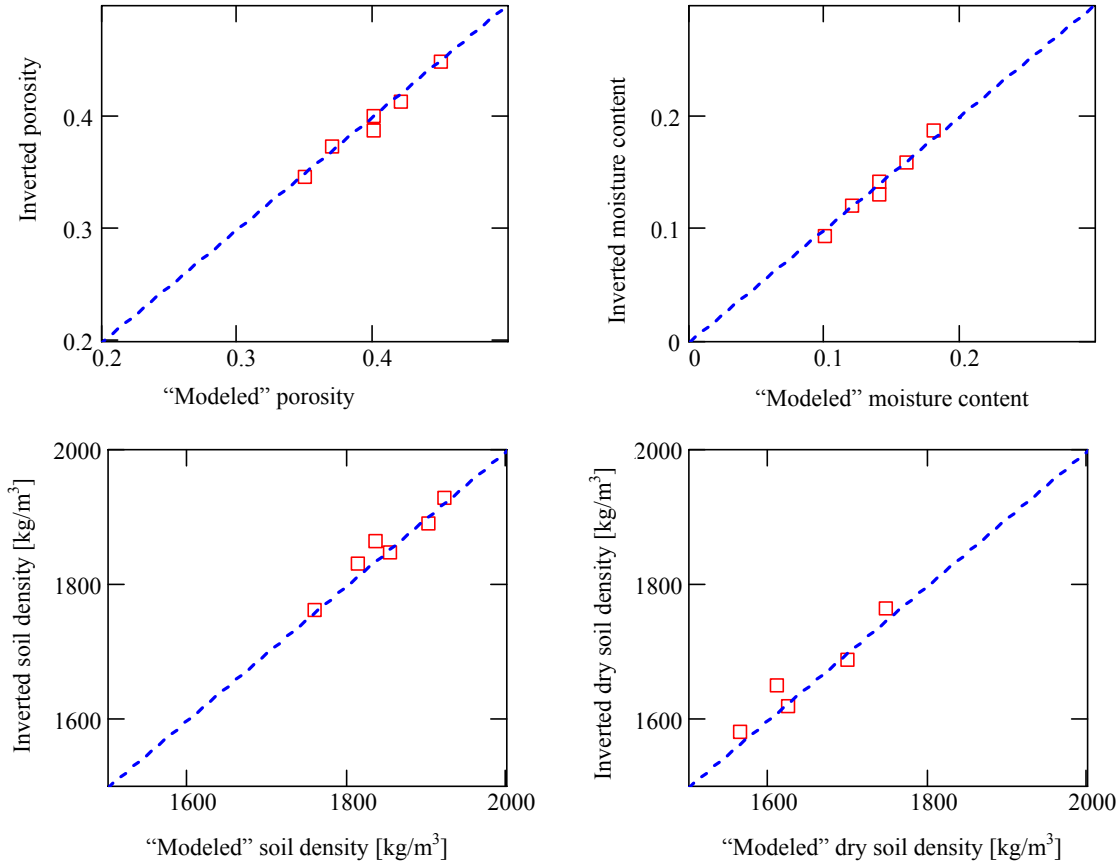 Inverted porosity
0.4
0.3
0.2
0.2 0.3 0.4
“Modeled” porosity
Inverted moisture content
0.2
0.1
0
0 0.1 0.2
“Modeled” moisture content
Inverted soil density [kg/m³]
2000
1800
1600
1600 1800 2000
“Modeled” soil density [kg/m³]
Inverted dry soil density [kg/m³]
2000
1800
1600
1600 1800 2000
“Modeled” dry soil density [kg/m³]